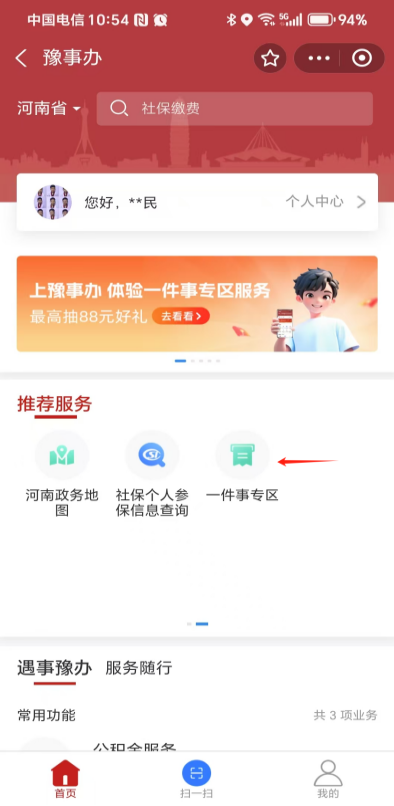 中国电信 10:54
5G 94%
豫事办
河南省
社保缴费
您好，**民
个人中心
上豫事办 体验一件事专区服务
最高抽88元好礼 去看看
推荐服务
河南政务地
图
社保个人参
保信息查询
一件事专区
遇事豫办 服务随行
常用功能
共 3 项业务
公积金服务
首页
扫一扫
我的